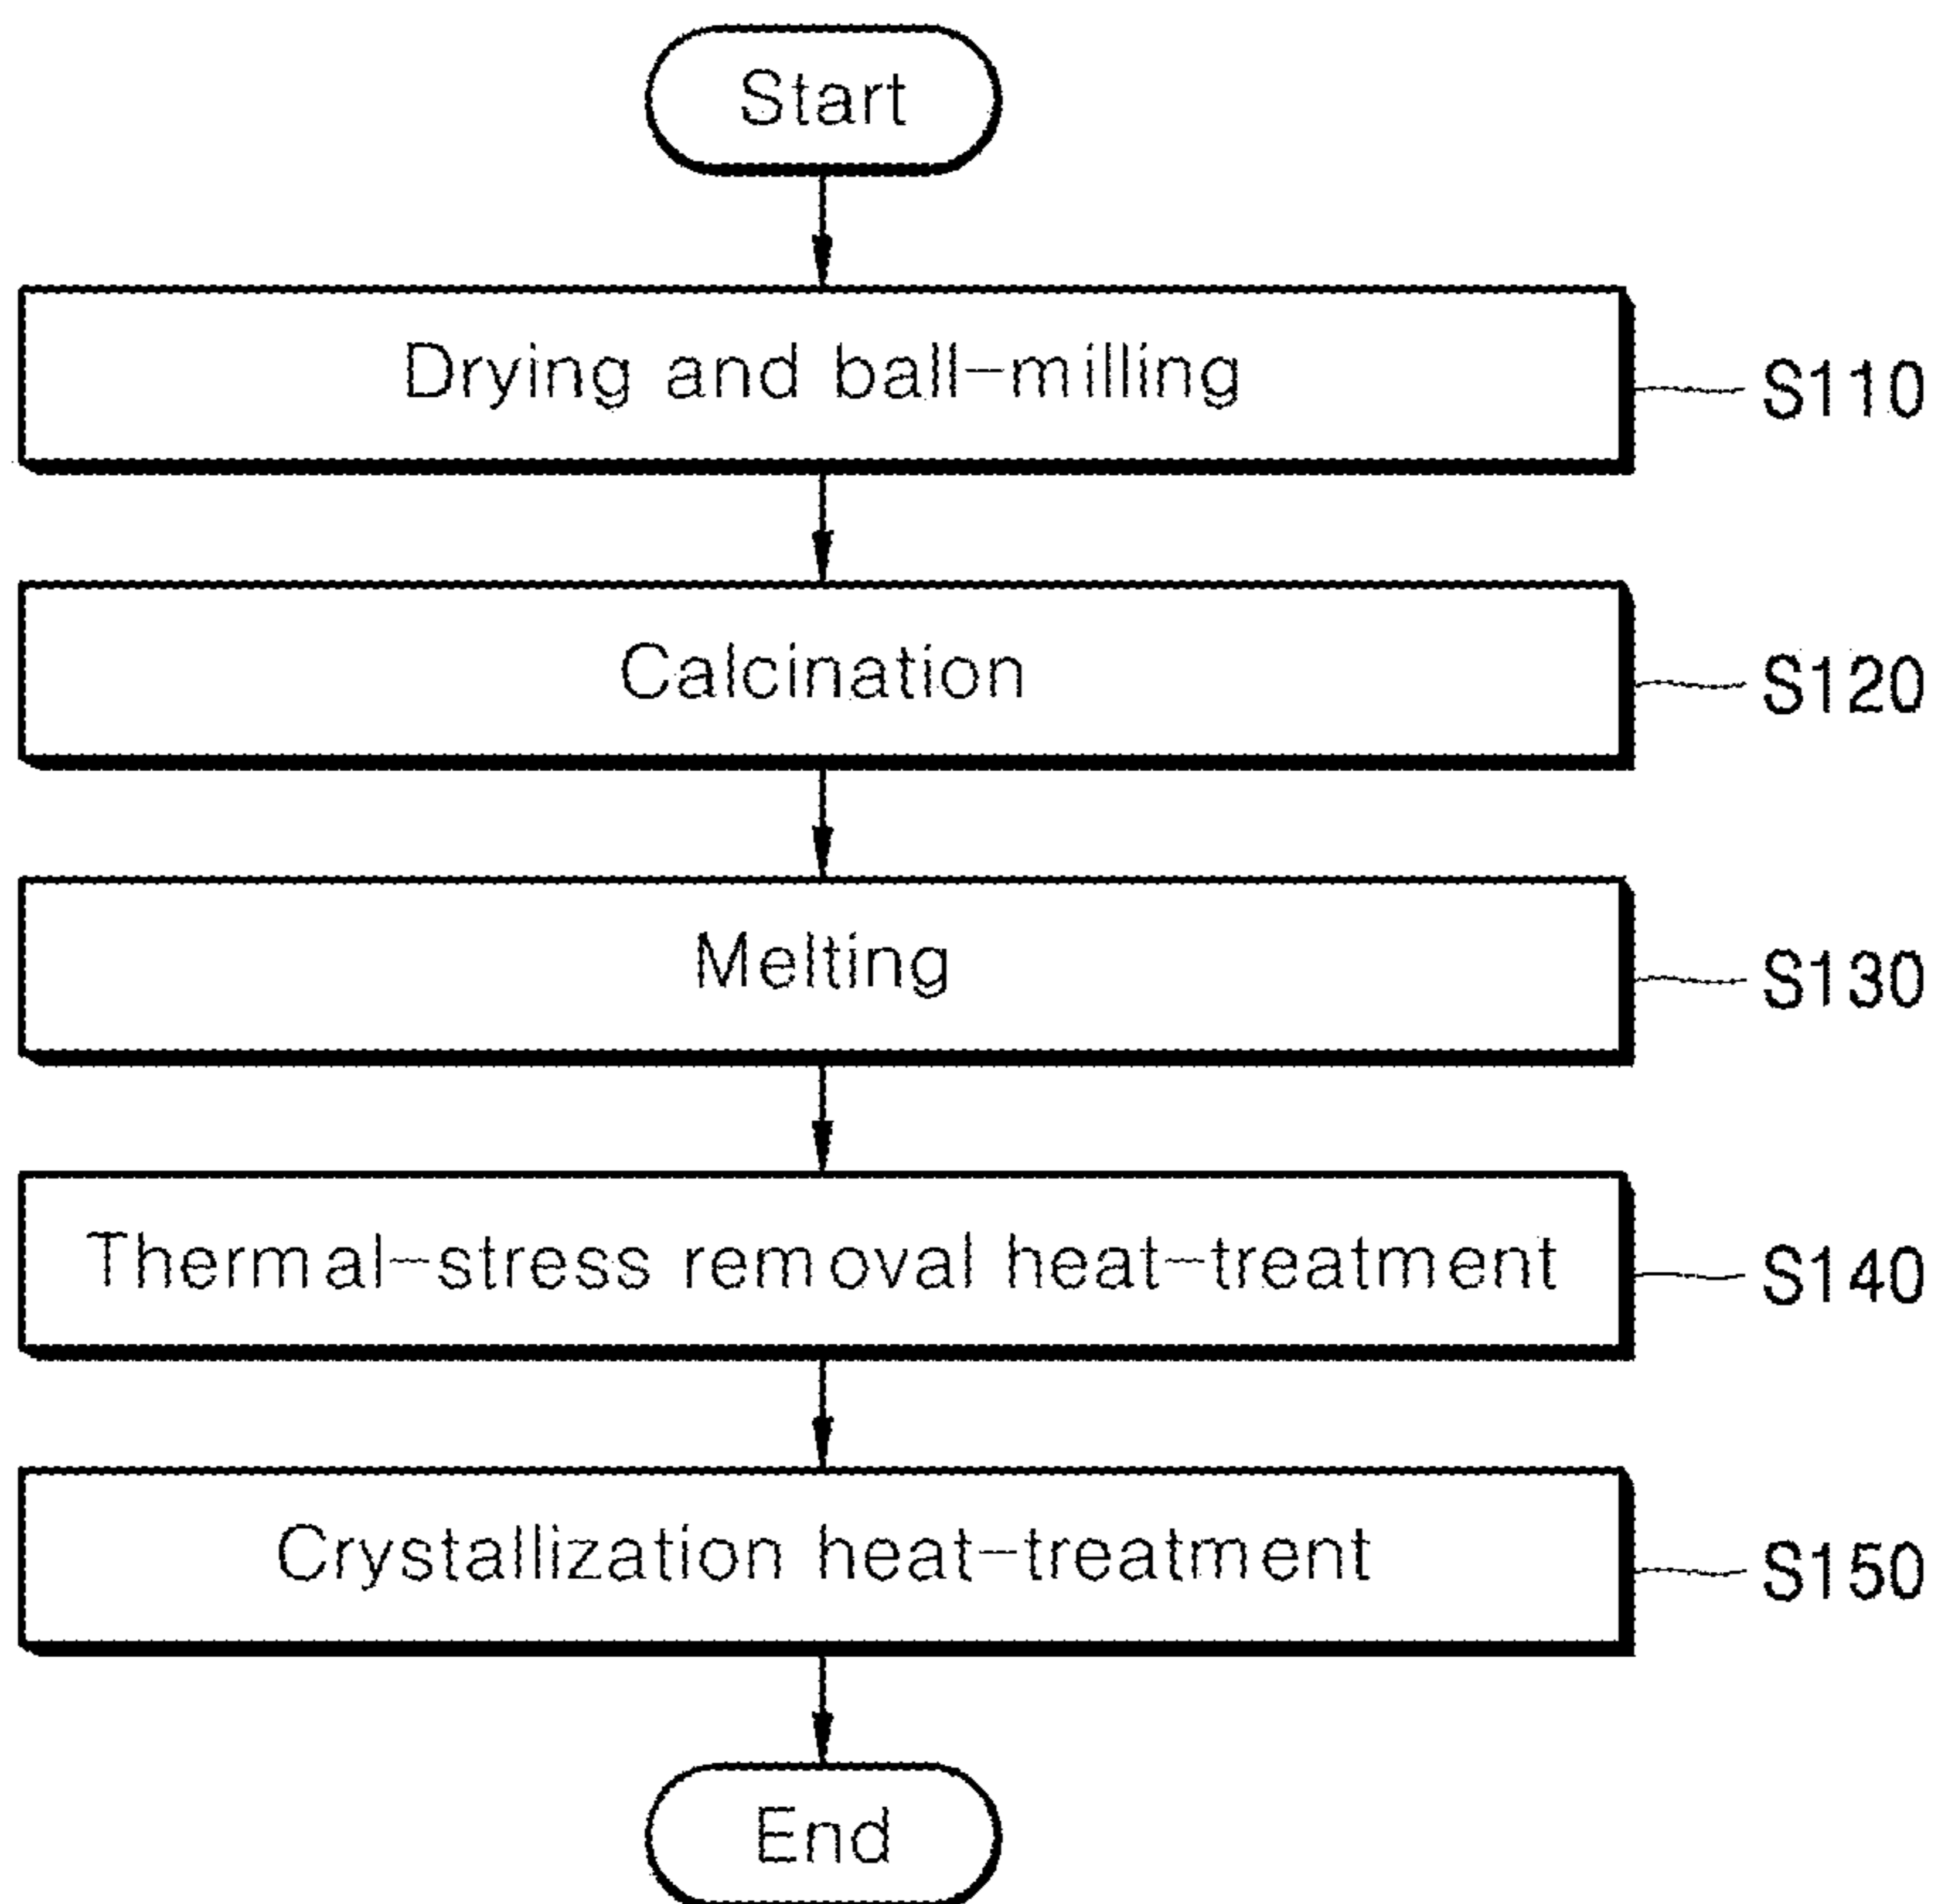 Start
Drying and ball-milling
S110
Calcination
S120
Melting
S130
Thermal-stress removal heat-treatment
S140
Crystallization heat-treatment
S150
End